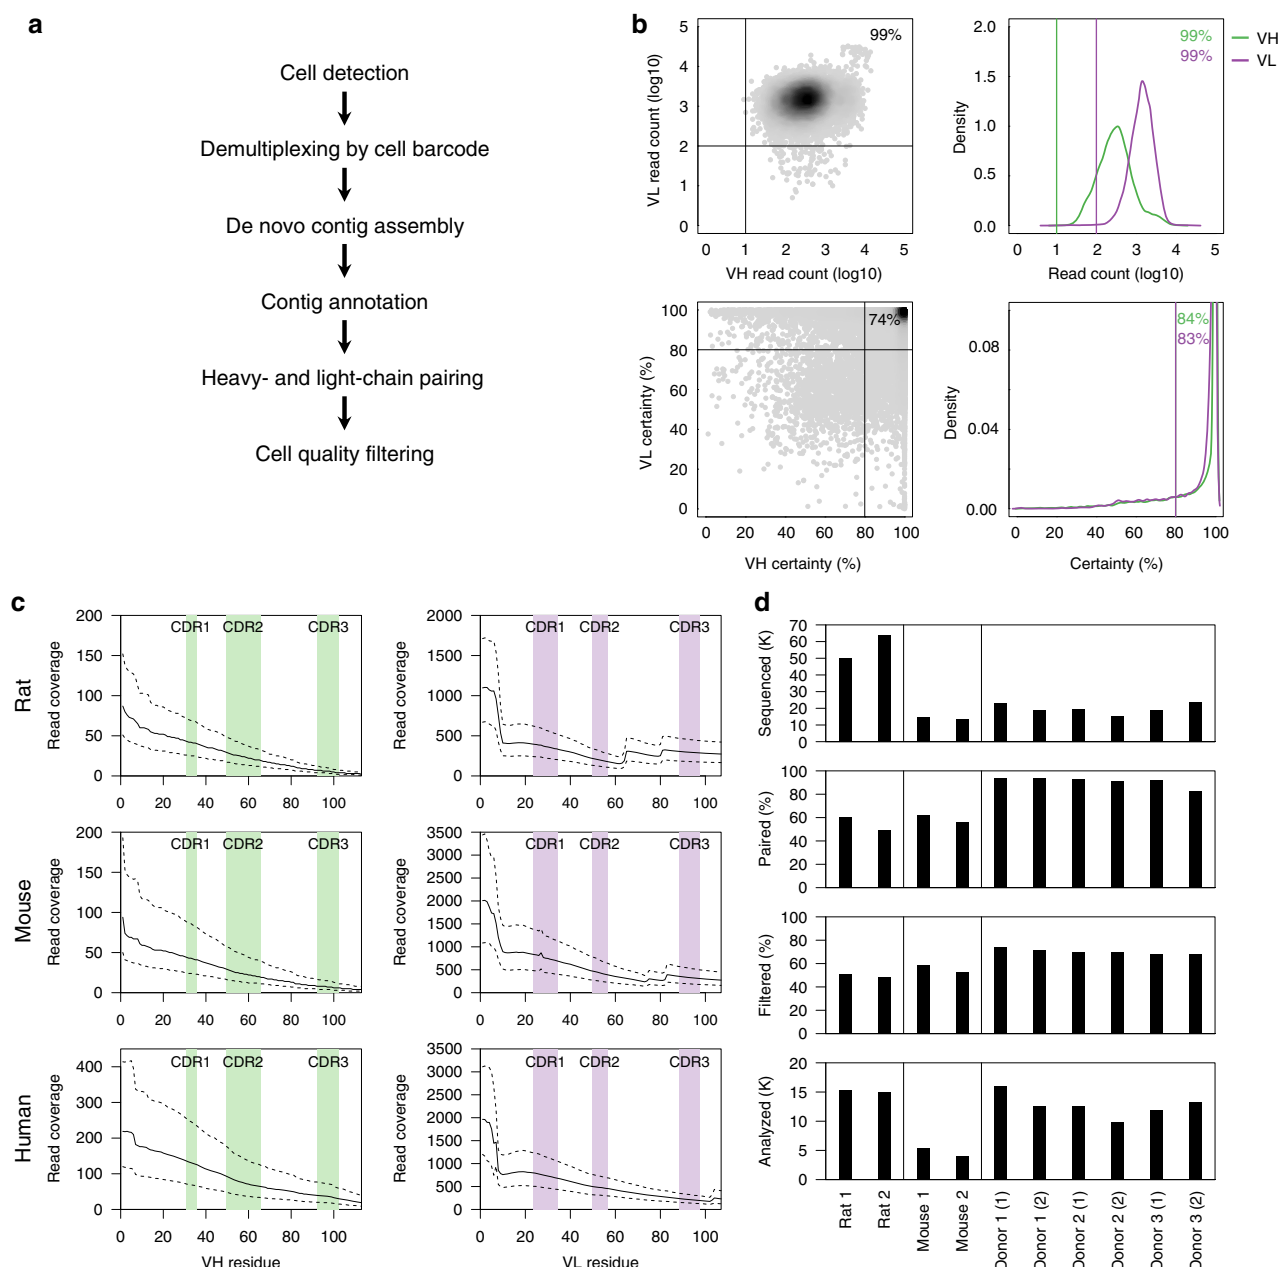 a
Cell detection
Demultiplexing by cell barcode
De novo contig assembly
Contig annotation
Heavy- and light-chain pairing
Cell quality filtering
b
VL read count (log10)
5
4
3
2
1
0
99%
0 1 2 3 4 5
VH read count (log10)
Density
2.0
1.5
1.0
0.5
0.0
99%
99%
VH
VL
0 1 2 3 4 5
Read count (log10)
VL certainty (%)
100
80
60
40
20
0
74%
0 20 40 60 80 100
VH certainty (%)
Density
0.08
0.04
0.00
84%
83%
0 20 40 60 80 100
Certainty (%)
c
Rat
Read coverage
200
150
100
50
0
CDR1 CDR2 CDR3
0 20 40 60 80 100
Read coverage
2000
1500
1000
500
0
CDR1 CDR2 CDR3
0 20 40 60 80 100
Mouse
Read coverage
200
150
100
50
0
CDR1 CDR2 CDR3
0 20 40 60 80 100
Read coverage
3500
3000
2500
2000
1500
1000
500
0
CDR1 CDR2 CDR3
0 20 40 60 80 100
Human
Read coverage
400
300
200
100
0
CDR1 CDR2 CDR3
0 20 40 60 80 100
VH residue
Read coverage
3500
3000
2500
2000
1500
1000
500
0
CDR1 CDR2 CDR3
0 20 40 60 80 100
VL residue
d
Sequenced (K)
70
60
50
40
30
20
10
0
Paired (%)
100
80
60
40
20
0
Filtered (%)
100
80
60
40
20
0
Analyzed (K)
20
15
10
5
0
Rat 1
Rat 2
Mouse 1
Mouse 2
Donor 1 (1)
Donor 1 (2)
Donor 2 (1)
Donor 2 (2)
Donor 3 (1)
Donor 3 (2)